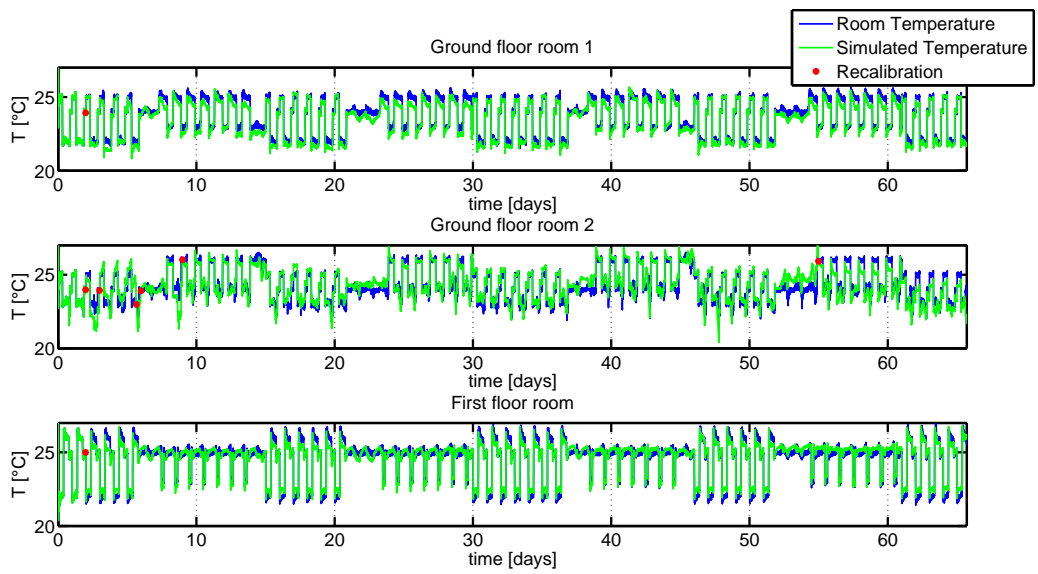 Room Temperature
Simulated Temperature
Recalibration
Ground floor room 1
T [°C]
25
20
0 10 20 30 40 50 60
time [days]
Ground floor room 2
T [°C]
25
20
0 10 20 30 40 50 60
time [days]
First floor room
T [°C]
25
20
0 10 20 30 40 50 60
time [days]